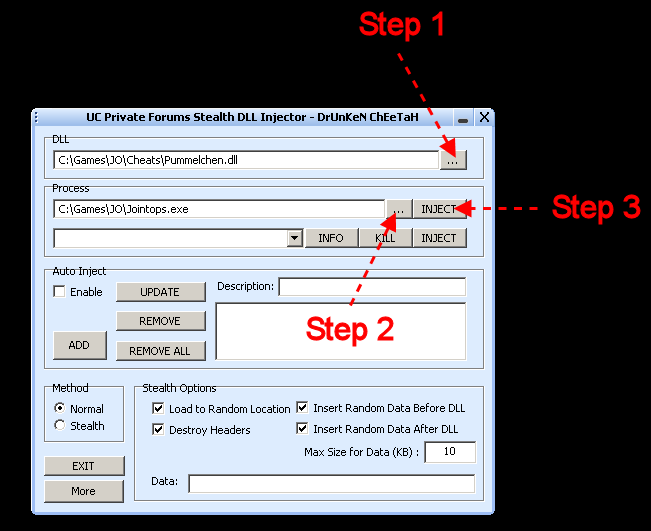 Step 1
UC Private Forums Stealth DLL Injector - DrUnKeN ChEeTaH
DLL
C:\Games\JO\Cheats\Pummelchen.dll
...
Process
C:\Games\JO\Jointops.exe
...
INJECT
Step 3
INFO
KILL
INJECT
Auto Inject
Enable
UPDATE
Description:
REMOVE
Step 2
ADD
REMOVE ALL
Method
Normal
Stealth
Stealth Options
Load to Random Location
Insert Random Data Before DLL
Destroy Headers
Insert Random Data After DLL
Max Size for Data (KB) :
10
EXIT
More
Data: